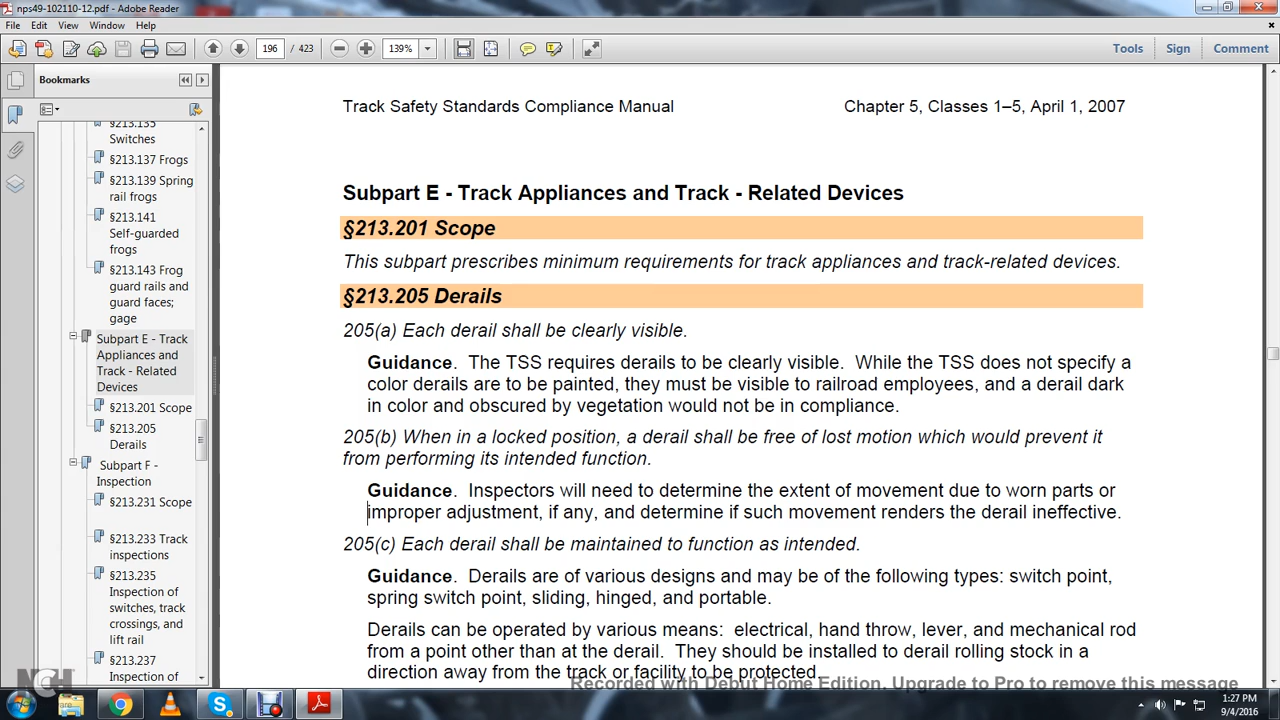 nps49-102110-12.pdf - Adobe Reader
File Edit View Window Help
196 / 423 139% Tools Sign Comment
Bookmarks
§213.135
Switches
§213.137 Frogs
§213.139 Spring
rail frogs
§213.141
Self-guarded
frogs
§213.143 Frog
guard rails and
guard faces;
gage
Subpart E - Track
Appliances and
Track - Related
Devices
§213.201 Scope
§213.205
Derails
Subpart F -
Inspection
§213.231 Scope
§213.233 Track
inspections
§213.235
Inspection of
switches, track
crossings, and
lift rail
§213.237
Inspection of
Track Safety Standards Compliance Manual Chapter 5, Classes 1–5, April 1, 2007
Subpart E - Track Appliances and Track - Related Devices
§213.201 Scope
This subpart prescribes minimum requirements for track appliances and track-related devices.
§213.205 Derails
205(a) Each derail shall be clearly visible.
Guidance. The TSS requires derails to be clearly visible. While the TSS does not specify a
color derails are to be painted, they must be visible to railroad employees, and a derail dark
in color and obscured by vegetation would not be in compliance.
205(b) When in a locked position, a derail shall be free of lost motion which would prevent it
from performing its intended function.
Guidance. Inspectors will need to determine the extent of movement due to worn parts or
improper adjustment, if any, and determine if such movement renders the derail ineffective.
205(c) Each derail shall be maintained to function as intended.
Guidance. Derails are of various designs and may be of the following types: switch point,
spring switch point, sliding, hinged, and portable.
Derails can be operated by various means: electrical, hand throw, lever, and mechanical rod
from a point other than at the derail. They should be installed to derail rolling stock in a
direction away from the track or facility to be protected.
NCH
Recorded with Debut Home Edition. Upgrade to Pro to remove this message
1:27 PM
9/4/2016